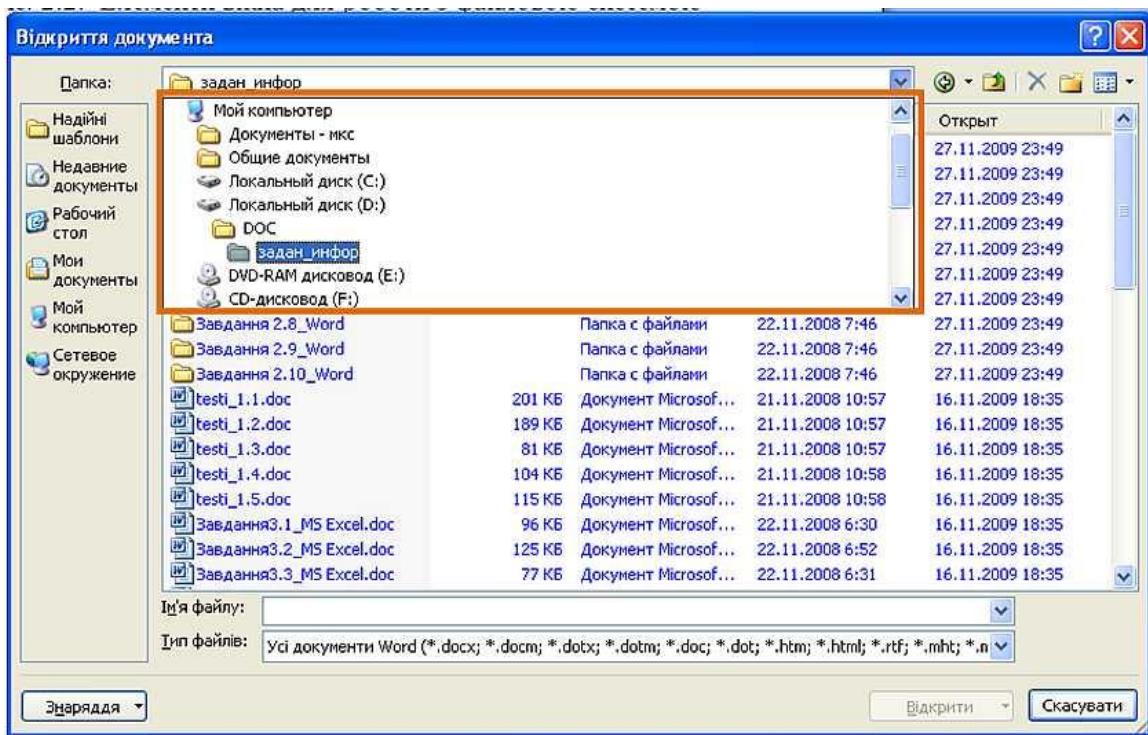 Відкриття документа
Папка:
задан_инфор
Надійні шаблони
Недавние документы
Рабочий стол
Мои документы
Мой компьютер
Сетевое окружение
Мой компьютер
Документы - мкс
Общие документы
Локальный диск (C:)
Локальный диск (D:)
DOC
задан_инфор
DVD-RAM дисковод (E:)
CD-дисковод (F:)
Открыт
27.11.2009 23:49
27.11.2009 23:49
27.11.2009 23:49
27.11.2009 23:49
27.11.2009 23:49
27.11.2009 23:49
27.11.2009 23:49
Завдання 2.8_Word Папка с файлами 22.11.2008 7:46 27.11.2009 23:49
Завдання 2.9_Word Папка с файлами 22.11.2008 7:46 27.11.2009 23:49
Завдання 2.10_Word Папка с файлами 22.11.2008 7:46 27.11.2009 23:49
testi_1.1.doc 201 КБ Документ Microsof... 21.11.2008 10:57 16.11.2009 18:35
testi_1.2.doc 189 КБ Документ Microsof... 21.11.2008 10:57 16.11.2009 18:35
testi_1.3.doc 81 КБ Документ Microsof... 21.11.2008 10:57 16.11.2009 18:35
testi_1.4.doc 104 КБ Документ Microsof... 21.11.2008 10:58 16.11.2009 18:35
testi_1.5.doc 115 КБ Документ Microsof... 21.11.2008 10:58 16.11.2009 18:35
Завдання3.1_MS Excel.doc 96 КБ Документ Microsof... 22.11.2008 6:30 16.11.2009 18:35
Завдання3.2_MS Excel.doc 125 КБ Документ Microsof... 22.11.2008 6:52 16.11.2009 18:35
Завдання3.3_MS Excel.doc 77 КБ Документ Microsof... 22.11.2008 6:31 16.11.2009 18:35
Ім'я файлу:
Тип файлів: Усі документи Word (*.docx; *.docm; *.dotx; *.dotm; *.doc; *.dot; *.htm; *.html; *.rtf; *.mht; *.n
Знаряддя Відкрити Скасувати